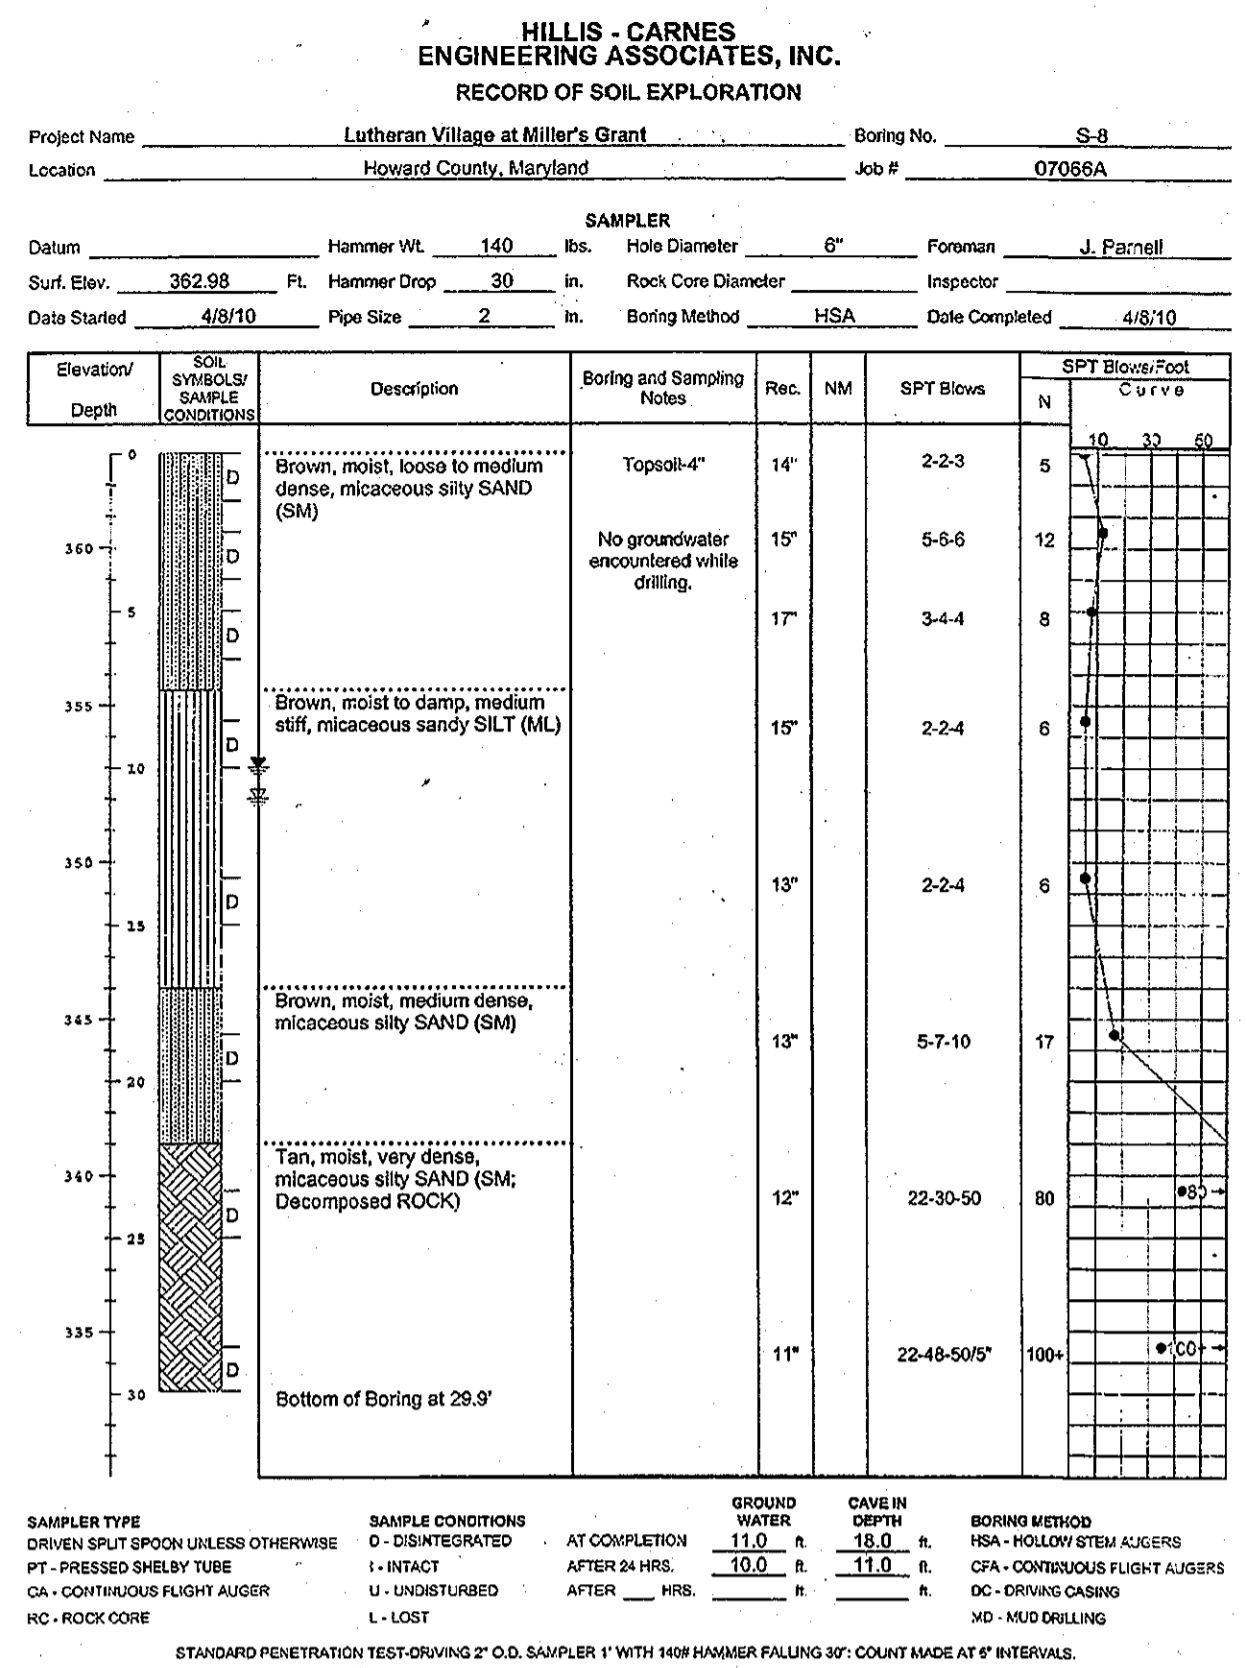 HILLIS - CARNES
ENGINEERING ASSOCIATES, INC.
RECORD OF SOIL EXPLORATION
Project Name Lutheran Village at Miller's Grant Boring No. S-8
Location Howard County, Maryland Job # 07066A
SAMPLER
Datum Hammer Wt. 140 lbs. Hole Diameter 6" Foreman J. Parnell
Surf. Elev. 362.98 Ft. Hammer Drop 30 in. Rock Core Diameter Inspector
Date Started 4/8/10 Pipe Size 2 in. Boring Method HSA Date Completed 4/8/10
Elevation/ Depth
SOIL SYMBOLS/ SAMPLE CONDITIONS
Description
Boring and Sampling Notes
Rec.
NM
SPT Blows
SPT Blows/Foot
N
Curve
10 30 50
0
Brown, moist, loose to medium Topsoil-4" 14" 2-2-3 5
D
dense, micaceous silty SAND
(SM)
360 D No groundwater 15" 5-6-6 12
encountered while
drilling.
5
D 17" 3-4-4 8
355 Brown, moist to damp, medium
stiff, micaceous sandy SILT (ML) 15" 2-2-4 6
D
10
350
13" 2-2-4 6
D
15
Brown, moist, medium dense,
345 micaceous silty SAND (SM)
13" 5-7-10 17
D
20
Tan, moist, very dense,
340 micaceous silty SAND (SM;
Decomposed ROCK) 12" 22-30-50 80 80
D
25
335
11" 22-48-50/5" 100+ 100+
D
30 Bottom of Boring at 29.9'
GROUND WATER
CAVE IN DEPTH
SAMPLER TYPE SAMPLE CONDITIONS BORING METHOD
DRIVEN SPLIT SPOON UNLESS OTHERWISE D - DISINTEGRATED AT COMPLETION 11.0 ft. 18.0 ft. HSA - HOLLOW STEM AUGERS
PT - PRESSED SHELBY TUBE I - INTACT AFTER 24 HRS. 10.0 ft. 11.0 ft. CFA - CONTINUOUS FLIGHT AUGERS
CA - CONTINUOUS FLIGHT AUGER U - UNDISTURBED AFTER ___ HRS. ft. ft. DC - DRIVING CASING
RC - ROCK CORE L - LOST MD - MUD DRILLING
STANDARD PENETRATION TEST-DRIVING 2" O.D. SAMPLER 1' WITH 140# HAMMER FALLING 30": COUNT MADE AT 6" INTERVALS.